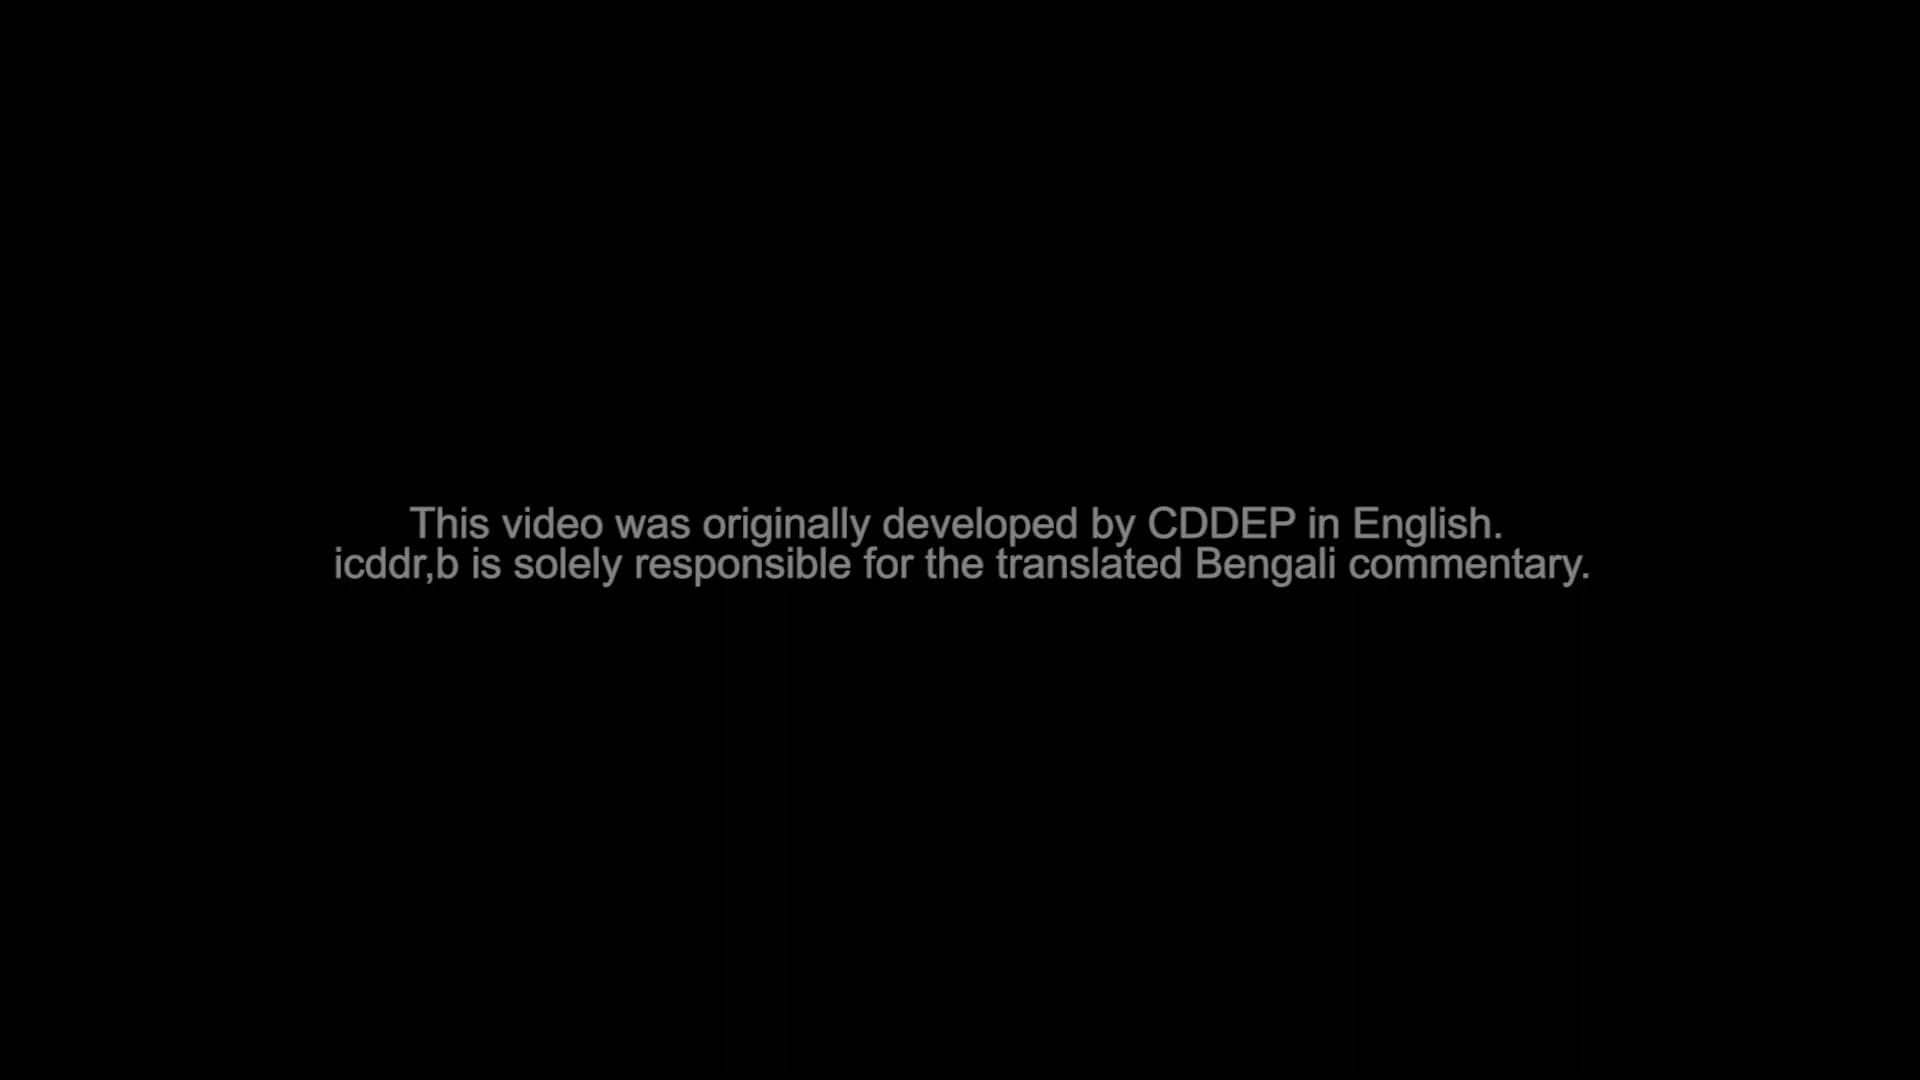 This video was originally developed by CDDEP in English.
icddr,b is solely responsible for the translated Bengali commentary.